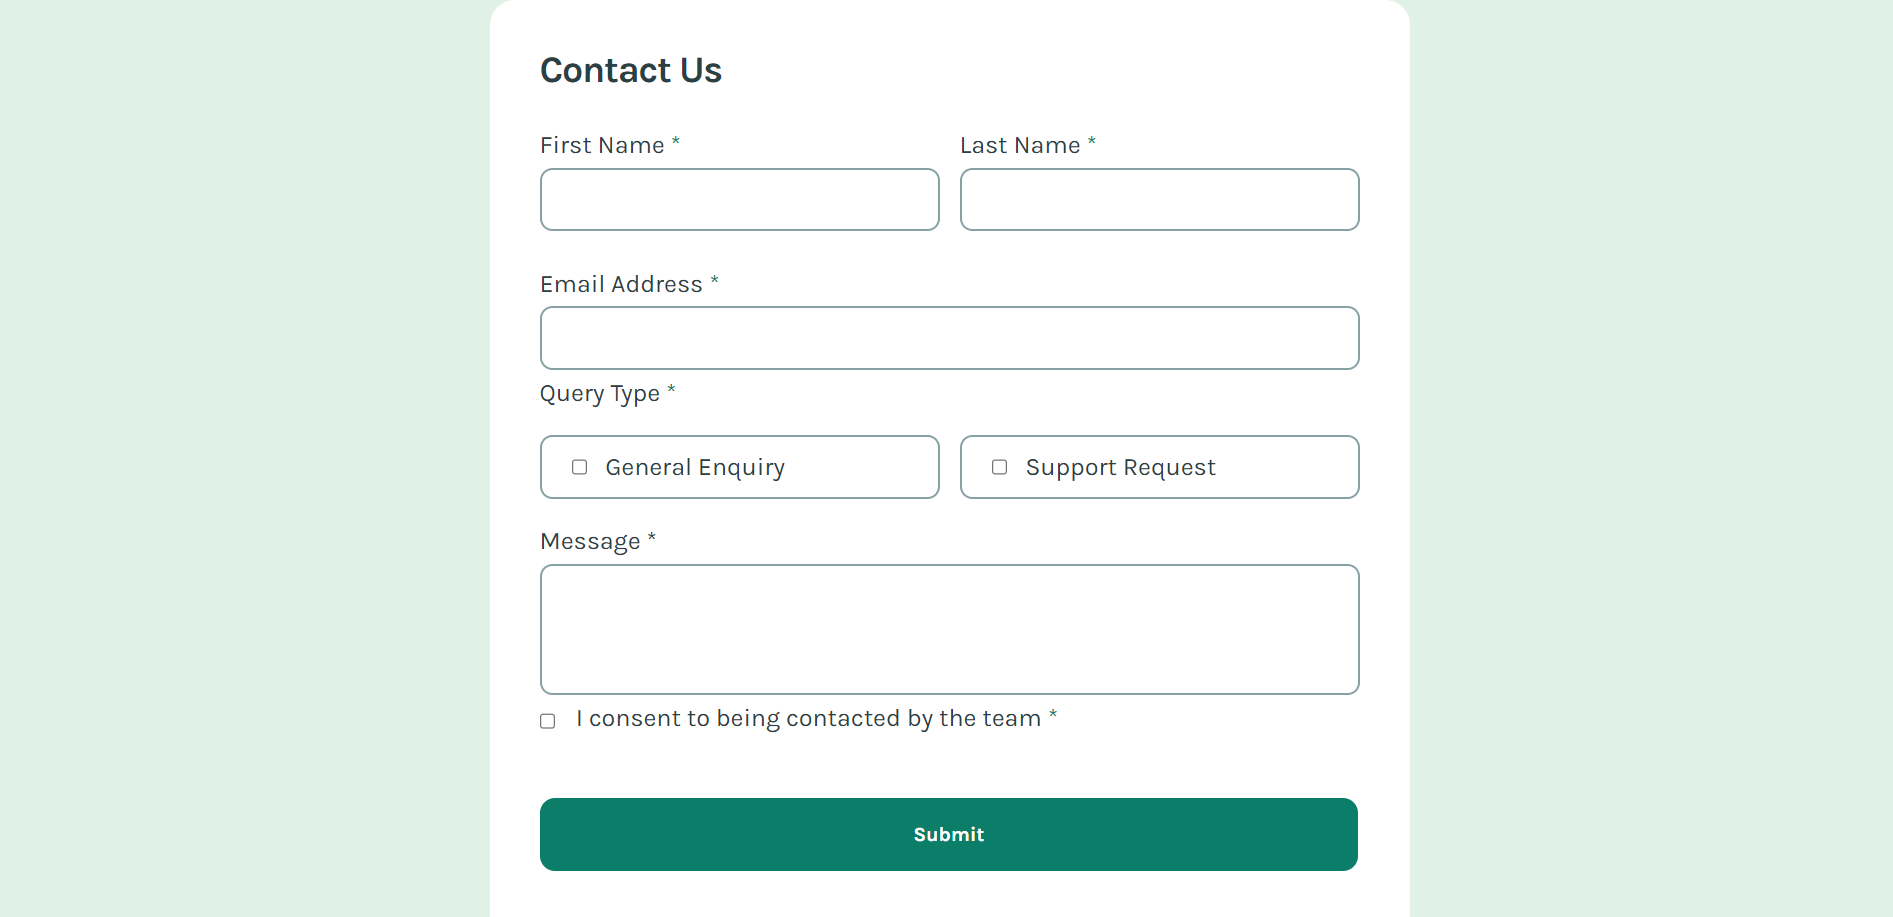 Contact Us
First Name * Last Name *
Email Address *
Query Type *
General Enquiry Support Request
Message *
I consent to being contacted by the team *
Submit